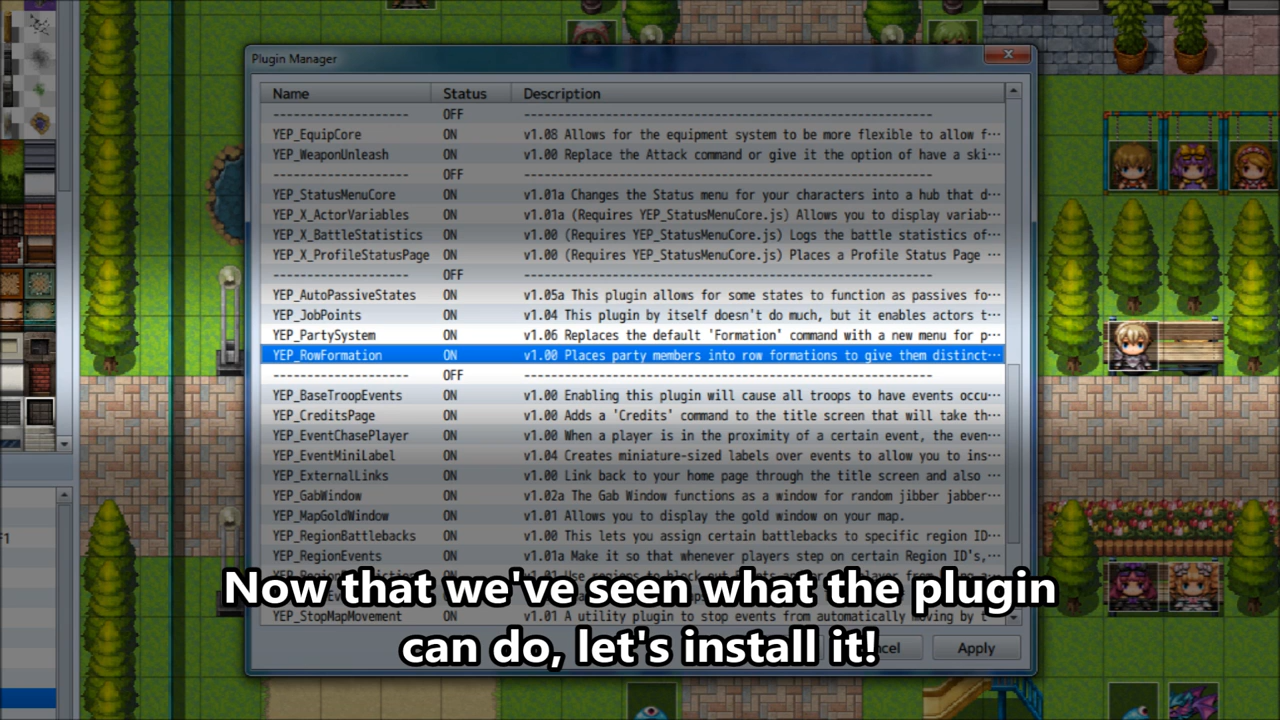 Plugin Manager
Name Status Description
------------------- OFF ---------------------------------------------------------
YEP_EquipCore ON v1.08 Allows for the equipment system to be more flexible to allow f…
YEP_WeaponUnleash ON v1.00 Replace the Attack command or give it the option of have a ski…
------------------- OFF ---------------------------------------------------------
YEP_StatusMenuCore ON v1.01a Changes the Status menu for your characters into a hub that d…
YEP_X_ActorVariables ON v1.01a (Requires YEP_StatusMenuCore.js) Allows you to display variab…
YEP_X_BattleStatistics ON v1.00 (Requires YEP_StatusMenuCore.js) Logs the battle statistics of…
YEP_X_ProfileStatusPage ON v1.00 (Requires YEP_StatusMenuCore.js) Places a Profile Status Page …
------------------- OFF ---------------------------------------------------------
YEP_AutoPassiveStates ON v1.05a This plugin allows for some states to function as passives fo…
YEP_JobPoints ON v1.04 This plugin by itself doesn't do much, but it enables actors t…
YEP_PartySystem ON v1.06 Replaces the default 'Formation' command with a new menu for p…
YEP_RowFormation ON v1.00 Places party members into row formations to give them distinct…
------------------- OFF ---------------------------------------------------------
YEP_BaseTroopEvents ON v1.00 Enabling this plugin will cause all troops to have events occu…
YEP_CreditsPage ON v1.00 Adds a 'Credits' command to the title screen that will take th…
YEP_EventChasePlayer ON v1.00 When a player is in the proximity of a certain event, the even…
YEP_EventMiniLabel ON v1.04 Creates miniature-sized labels over events to allow you to ins…
YEP_ExternalLinks ON v1.00 Link back to your home page through the title screen and also …
YEP_GabWindow ON v1.02a The Gab Window functions as a window for random jibber jabber…
YEP_MapGoldWindow ON v1.01 Allows you to display the gold window on your map.
YEP_RegionBattlebacks ON v1.00 This lets you assign certain battlebacks to specific region ID…
YEP_RegionEvents ON v1.01a Make it so that whenever players step on certain Region ID's,…
YEP_StopMapMovement ON v1.01 A utility plugin to stop events from automatically moving by t…
Now that we've seen what the plugin
can do, let's install it!
Apply
F1